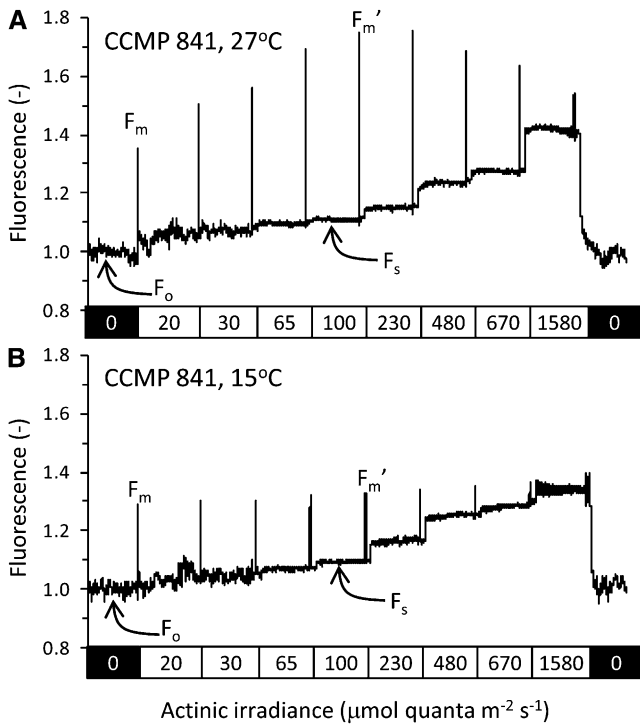 A
CCMP 841, 27°C
Fluorescence (-)
1.8
1.6
1.4
1.2
1.0
0.8
Fm
Fm’
Fs
Fo
0 20 30 65 100 230 480 670 1580 0
B
CCMP 841, 15°C
Fluorescence (-)
1.8
1.6
1.4
1.2
1.0
0.8
Fm
Fm’
Fs
Fo
0 20 30 65 100 230 480 670 1580 0
Actinic irradiance (μmol quanta m-2 s-1)